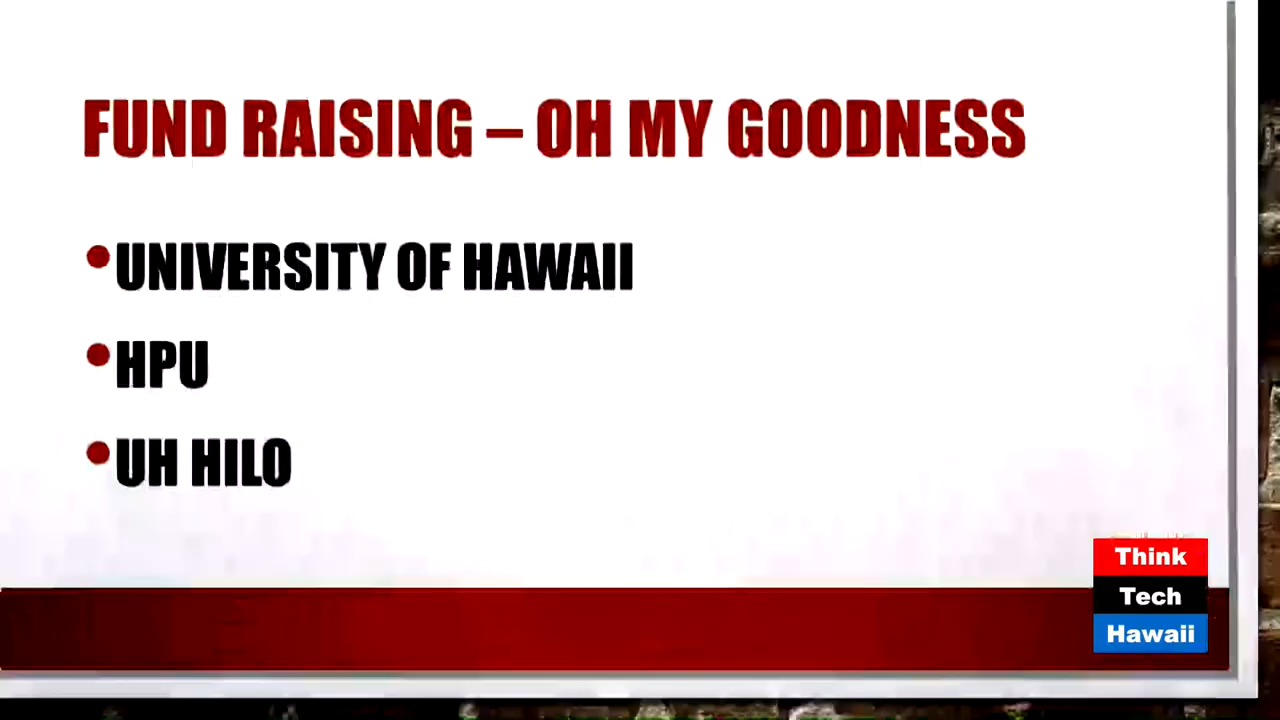 FUND RAISING – OH MY GOODNESS
•UNIVERSITY OF HAWAII
•HPU
•UH HILO
Think
Tech
Hawaii